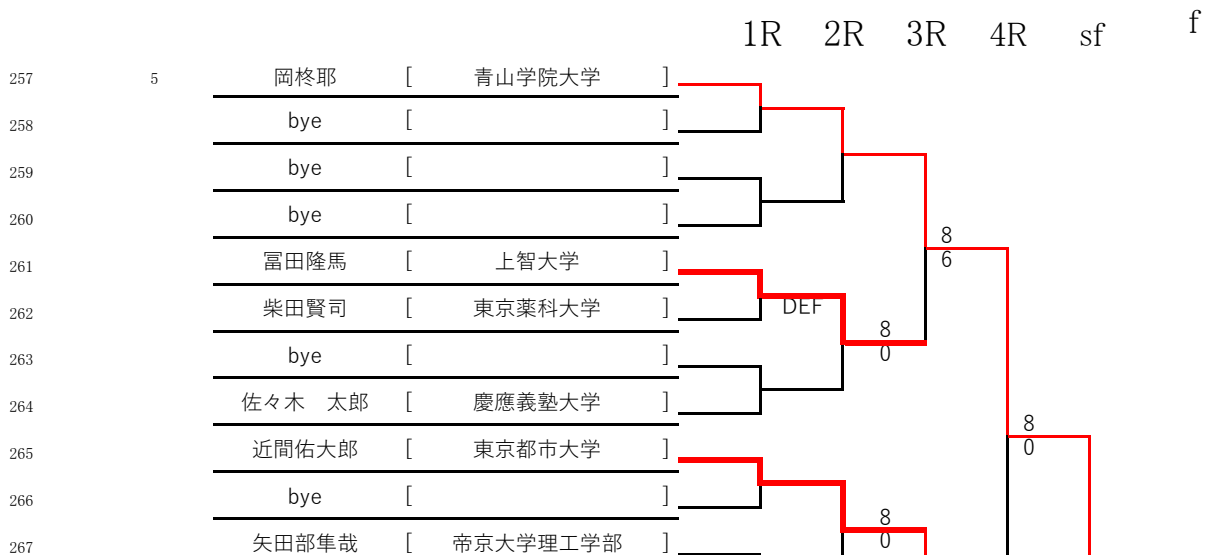 1R 2R 3R 4R sf f
257 5 岡柊耶 [ 青山学院大学 ]
258 bye [ ]
259 bye [ ]
260 bye [ ]
8
261 冨田隆馬 [ 上智大学 ] 6
262 柴田賢司 [ 東京薬科大学 ] DEF
8
263 bye [ ] 0
264 佐々木 太郎 [ 慶應義塾大学 ]
8
265 近間佑大郎 [ 東京都市大学 ] 0
266 bye [ ]
8
267 矢田部隼哉 [ 帝京大学理工学部 ] 0